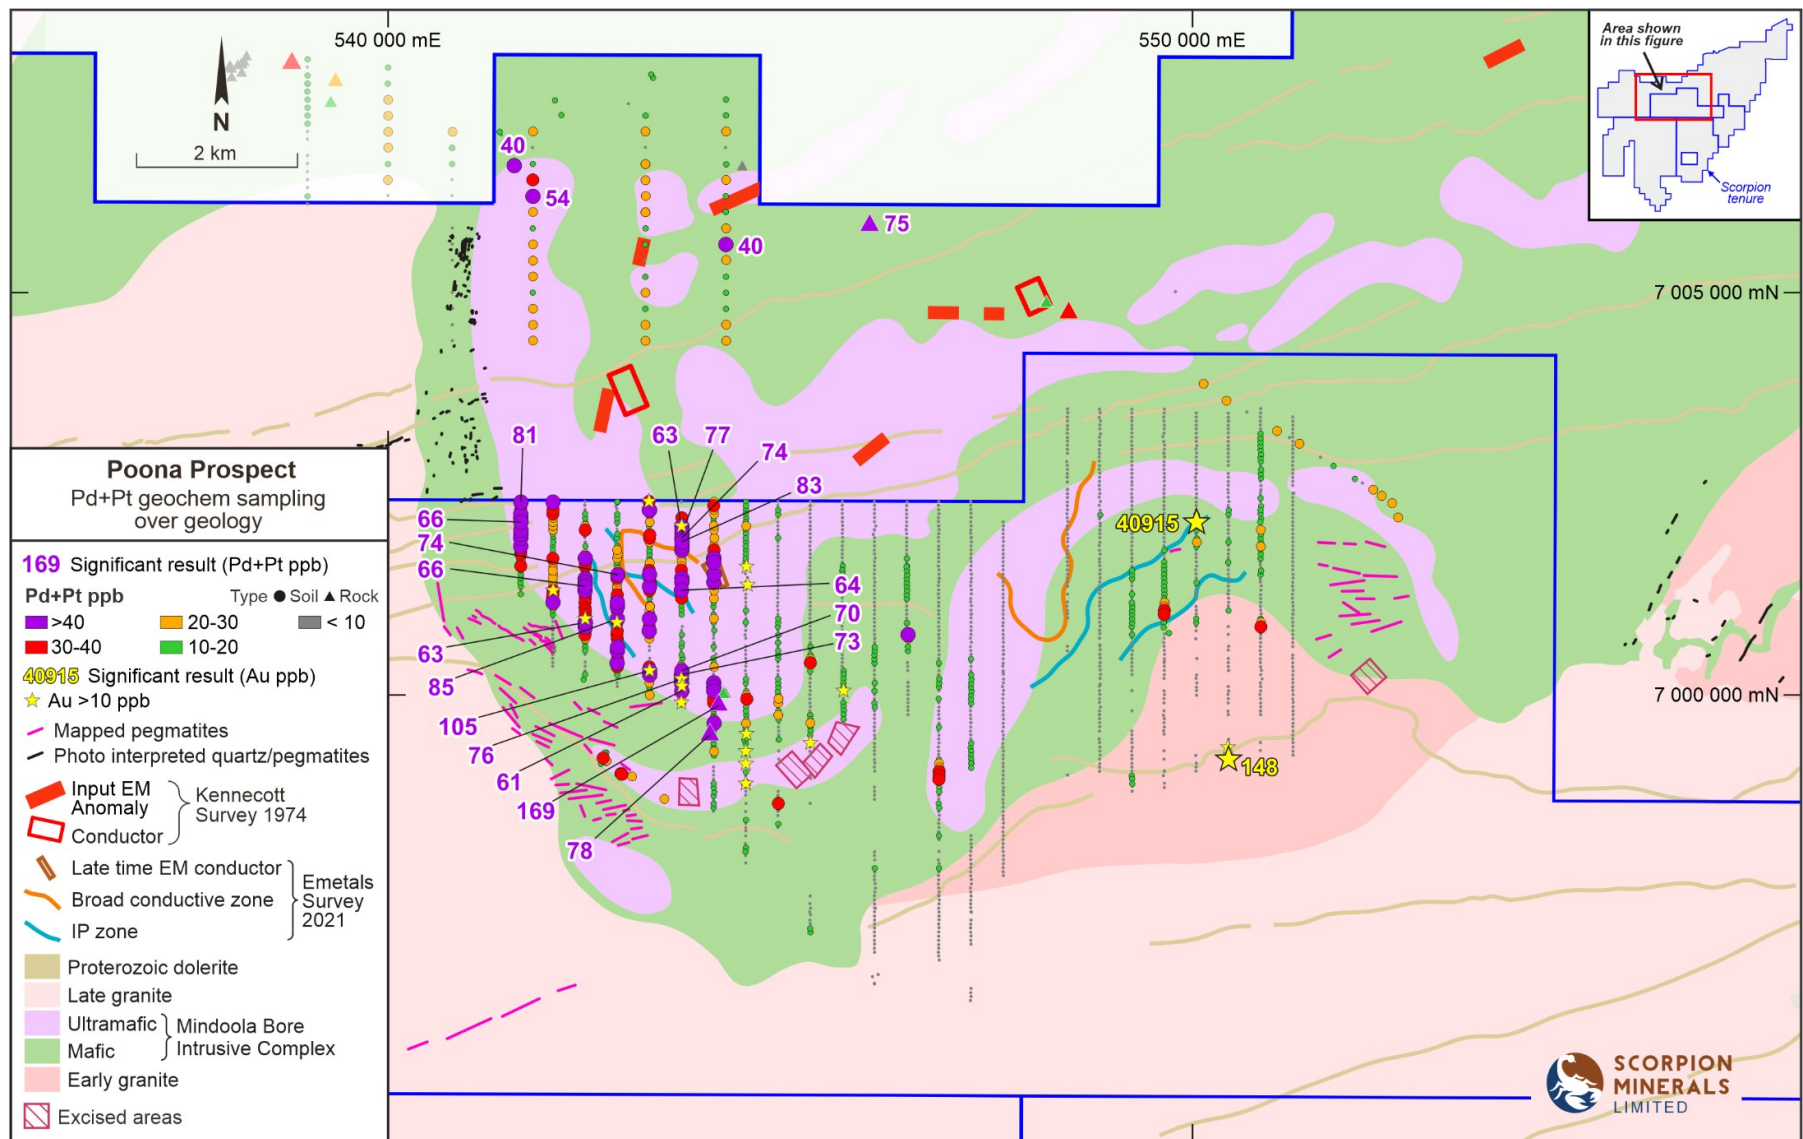 540 000 mE
550 000 mE
Area shown
in this figure
N
2 km
Scorpion
tenure
40
54
40
75
7 005 000 mN
81
63
77
74
83
66
74
66
40915
64
70
73
63
85
105
76
61
169
78
148
7 000 000 mN
Poona Prospect
Pd+Pt geochem sampling
over geology
169 Significant result (Pd+Pt ppb)
Pd+Pt ppb Type Soil Rock
>40 20-30 < 10
30-40 10-20
40915 Significant result (Au ppb)
Au >10 ppb
Mapped pegmatites
Photo interpreted quartz/pegmatites
Input EM
Anomaly
Conductor
Kennecott
Survey 1974
Late time EM conductor
Broad conductive zone
IP zone
Emetals
Survey
2021
Proterozoic dolerite
Late granite
Ultramafic
Mafic
Mindoola Bore
Intrusive Complex
Early granite
Excised areas
SCORPION
MINERALS
LIMITED